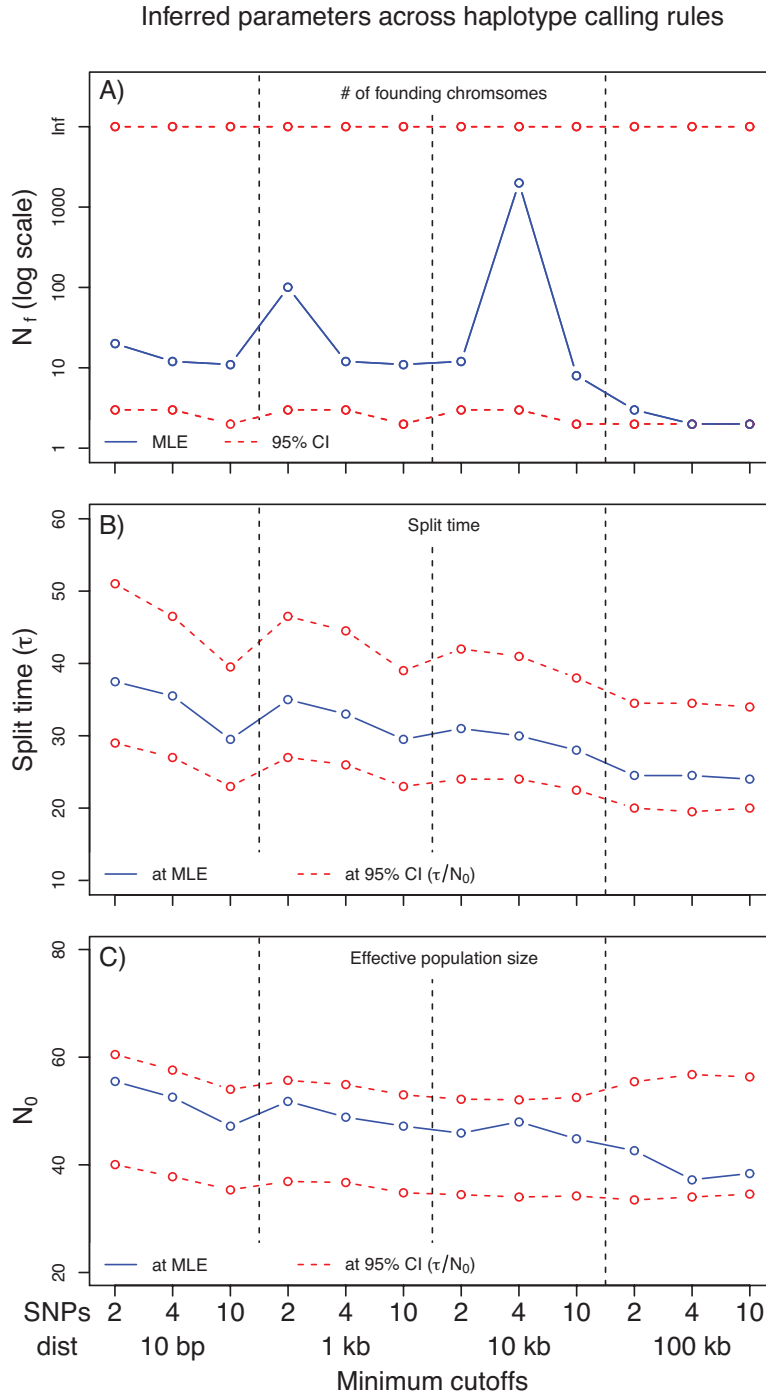 Inferred parameters across haplotype calling rules
A)
# of founding chromsomes
N f (log scale)
Inf
1000
100
10
1
MLE
95% CI
B)
Split time
Split time (τ)
60
50
40
30
20
10
at MLE
at 95% CI (τ/N0)
C)
Effective population size
N0
80
60
40
20
at MLE
at 95% CI (τ/N0)
SNPs 2 4 10 2 4 10 2 4 10 2 4 10
dist 10 bp 1 kb 10 kb 100 kb
Minimum cutoffs